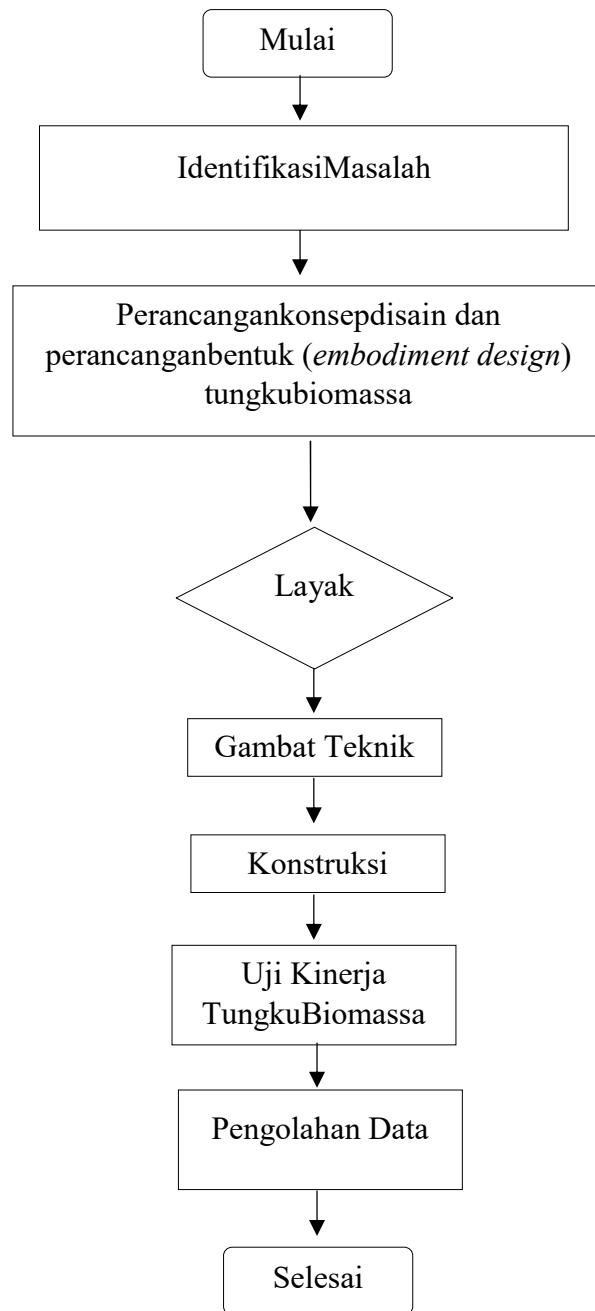 Mulai
IdentifikasiMasalah
Perancangankonsepdisain dan
perancanganbentuk (embodiment design)
tungkubiomassa
Layak
Gambat Teknik
Konstruksi
Uji Kinerja
TungkuBiomassa
Pengolahan Data
Selesai